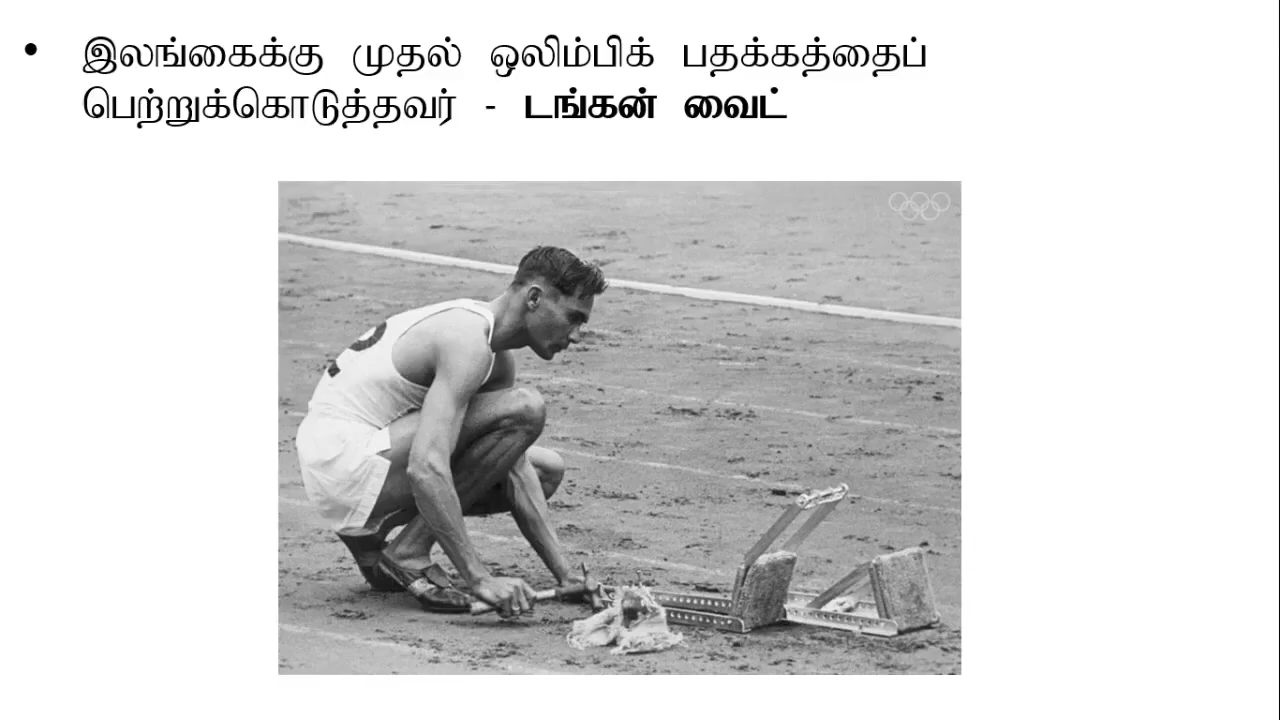 • இலங்கைக்கு முதல் ஒலிம்பிக் பதக்கத்தைப்
பெற்றுக்கொடுத்தவர் - டங்கன் வைட்